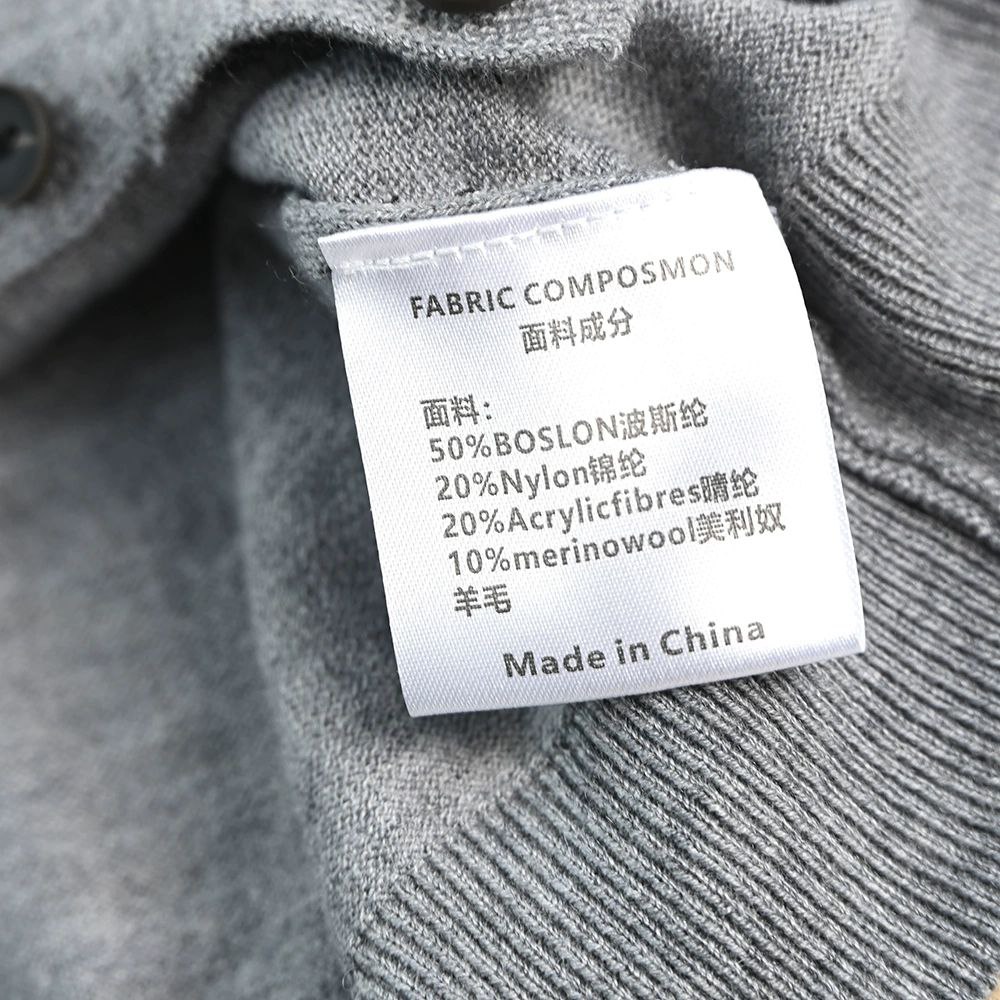 FABRIC COMPOSMON
面料成分
面料：
50%BOSLON波斯纶
20%Nylon锦纶
20%Acrylicfibres晴纶
10%merinowool美利奴
羊毛
Made in China